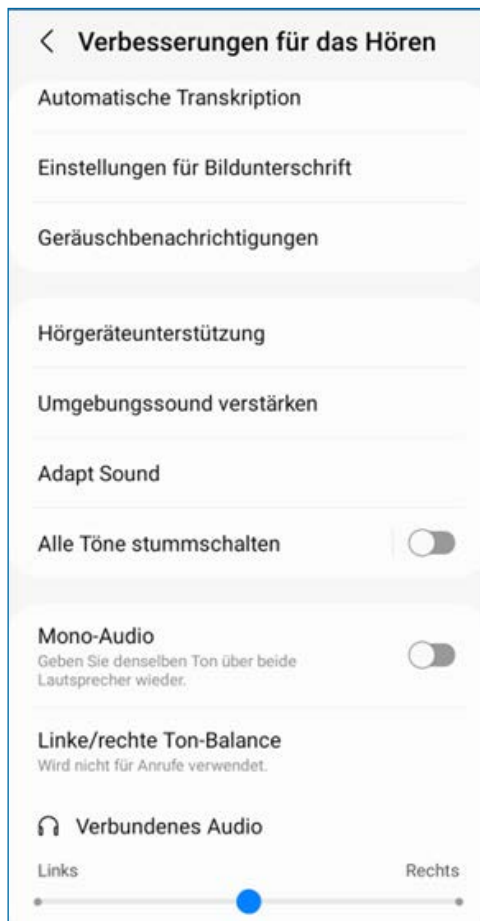 Verbesserungen für das Hören
Automatische Transkription
Einstellungen für Bildunterschrift
Geräuschbenachrichtigungen
Hörgeräteunterstützung
Umgebungssound verstärken
Adapt Sound
Alle Töne stummschalten
Mono-Audio
Geben Sie denselben Ton über beide
Lautsprecher wieder.
Linke/rechte Ton-Balance
Wird nicht für Anrufe verwendet.
Verbundenes Audio
Links Rechts